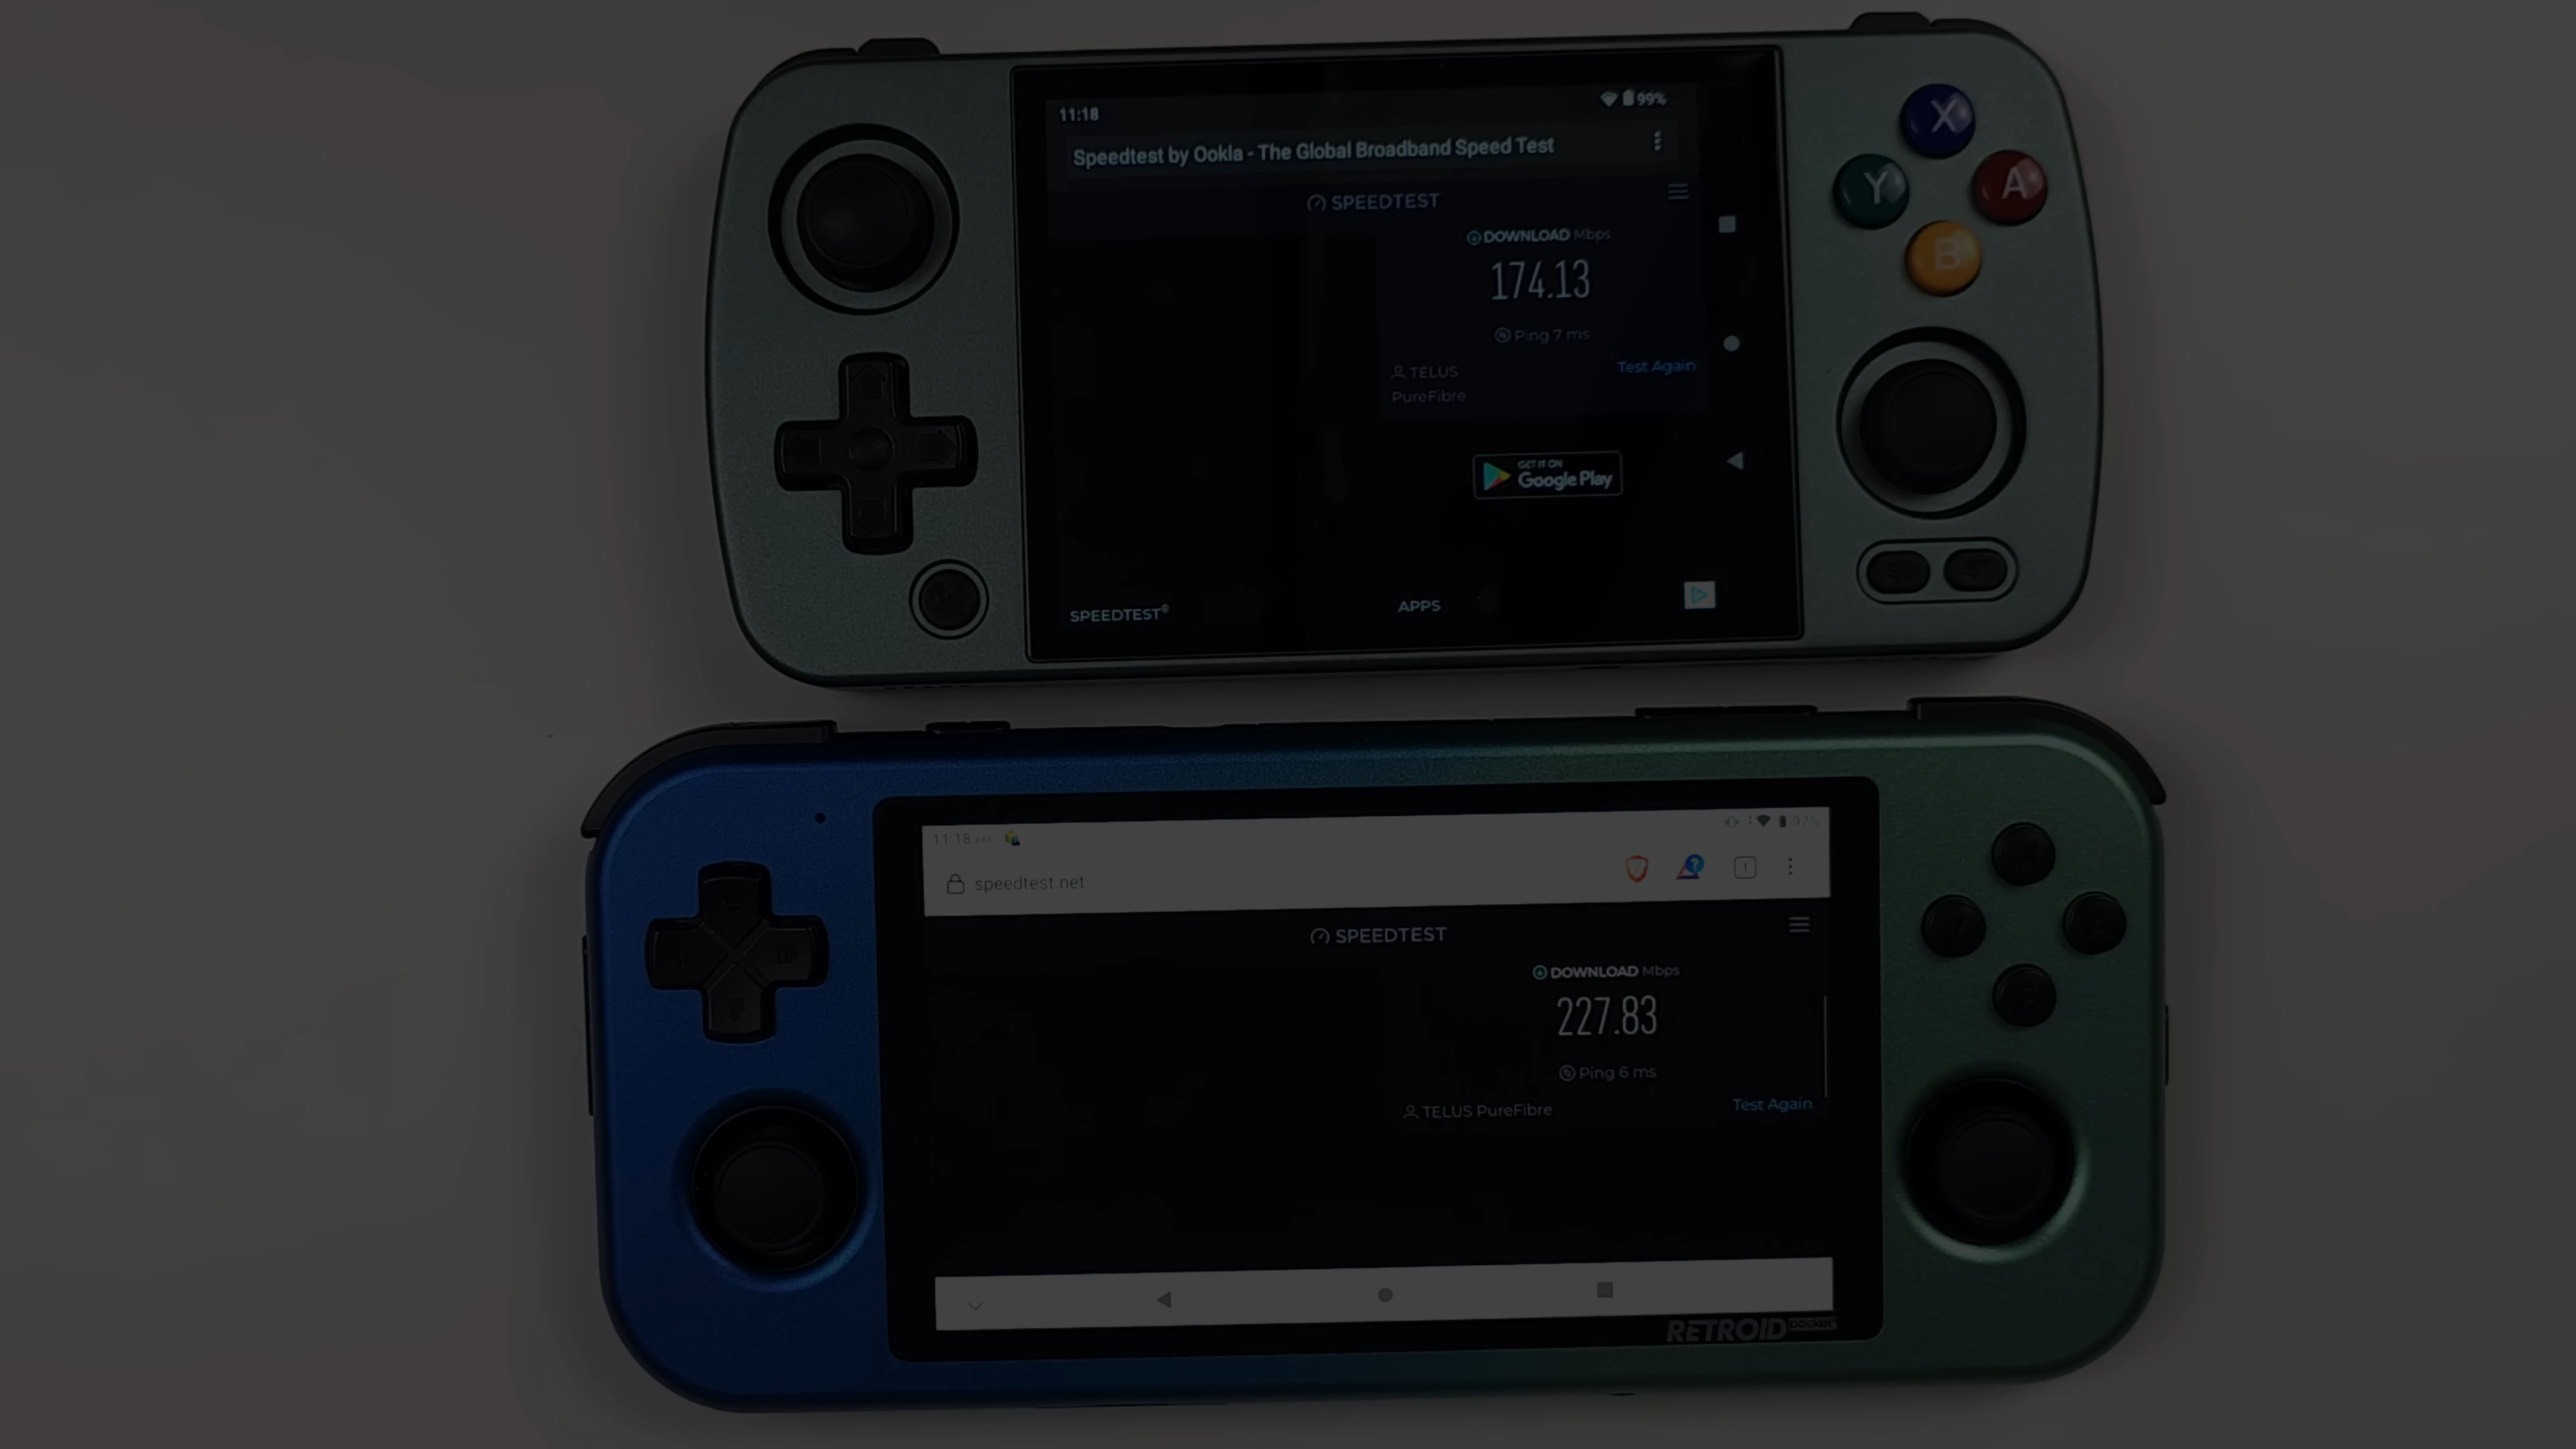 11:18
99%
Speedtest by Ookla - The Global Broadband Speed Test
SPEEDTEST
DOWNLOAD Mbps
174.13
Ping 7 ms
TELUS
PureFibre
Test Again
GET IT ON
Google Play
SPEEDTEST®
APPS
X
Y
A
B
11:18 AM
97%
speedtest.net
1
SPEEDTEST
DOWNLOAD Mbps
227.83
Ping 6 ms
TELUS PureFibre
Test Again
RETROID
X
B